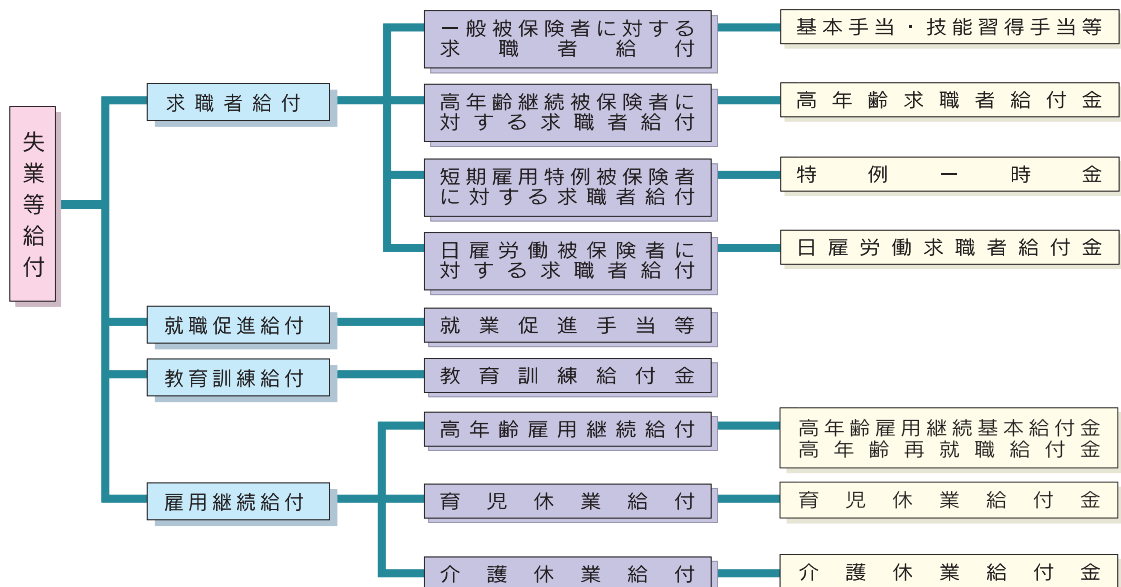 失業等給付
求職者給付
一般被保険者に対する
求職者給付
基本手当・技能習得手当等
高年齢継続被保険者に
対する求職者給付
高年齢求職者給付金
短期雇用特例被保険者
に対する求職者給付
特例一時金
日雇労働被保険者に
対する求職者給付
日雇労働求職者給付金
就職促進給付
就業促進手当等
教育訓練給付
教育訓練給付金
雇用継続給付
高年齢雇用継続給付
高年齢雇用継続基本給付金
高年齢再就職給付金
育児休業給付
育児休業給付金
介護休業給付
介護休業給付金